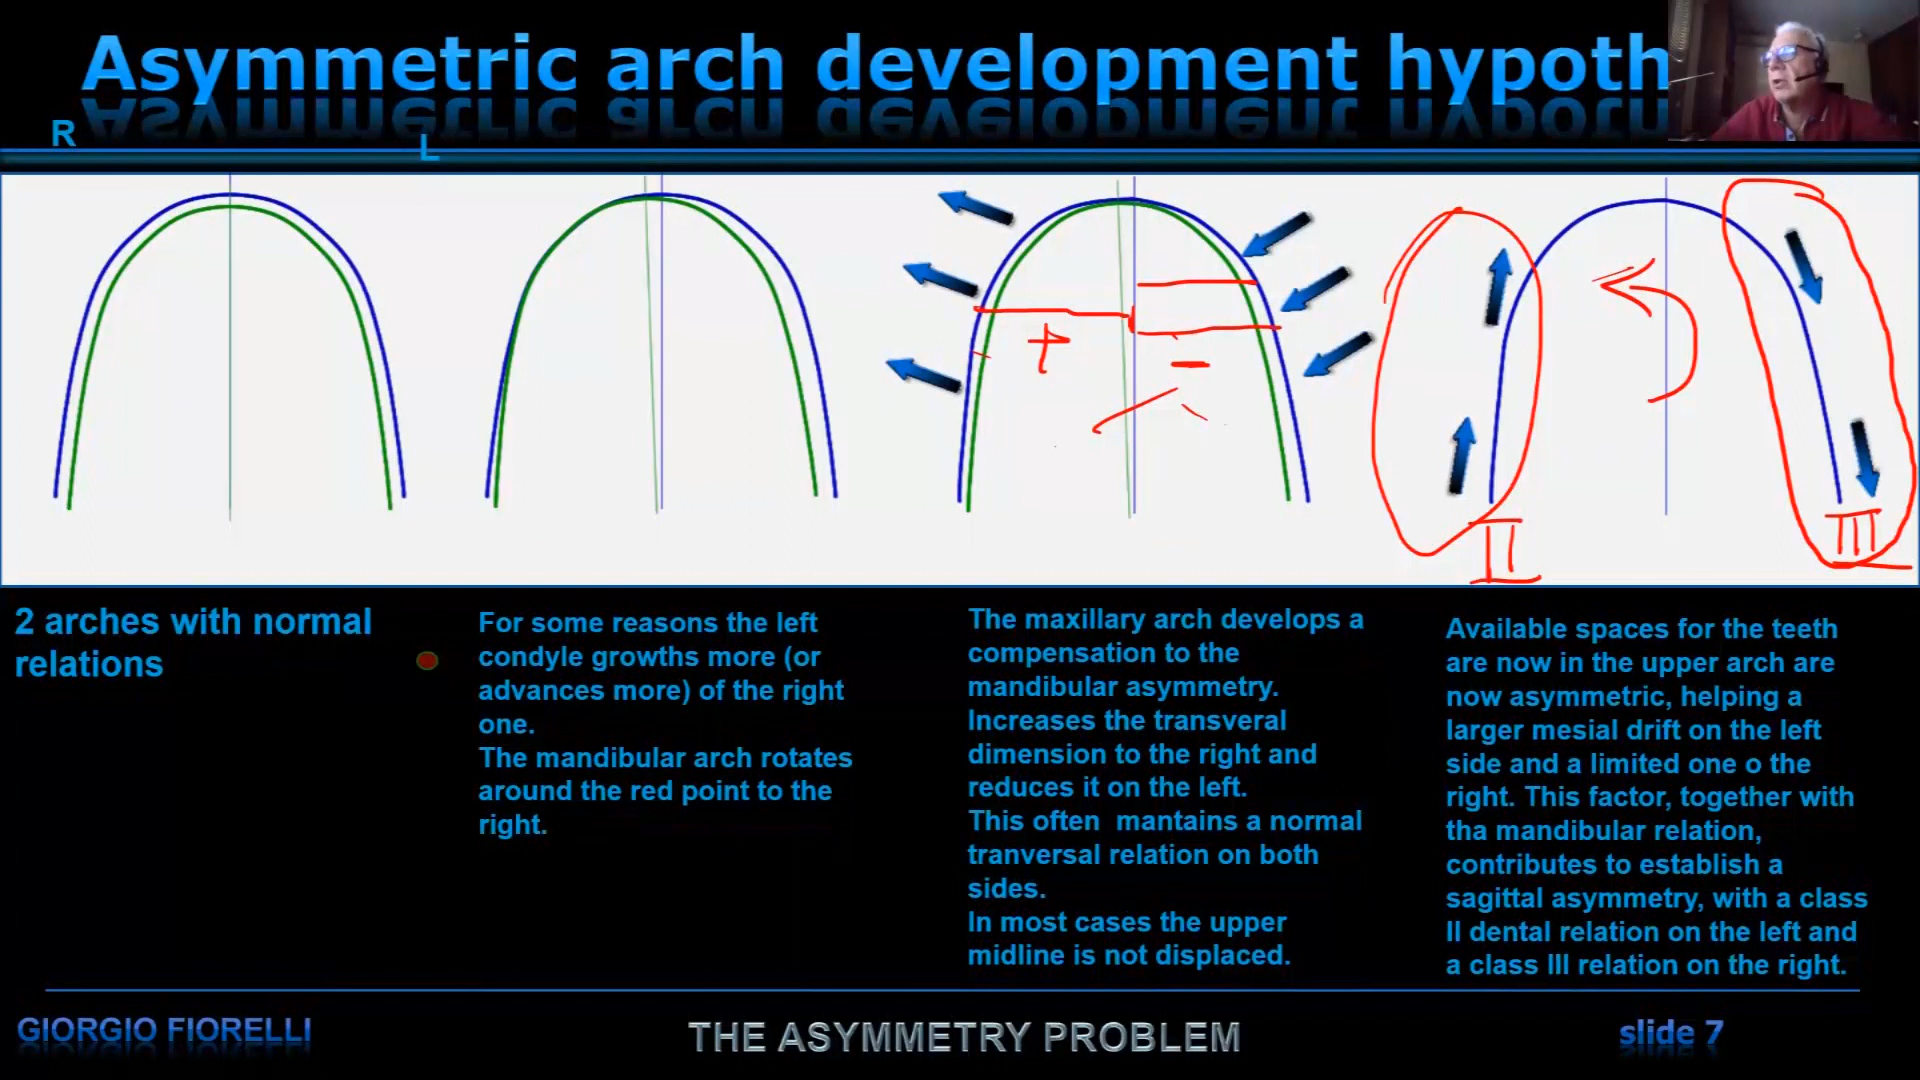 Asymmetric arch development hypoth
R
L
+
-
II
III
2 arches with normal
relations
For some reasons the left
condyle growths more (or
advances more) of the right
one.
The mandibular arch rotates
around the red point to the
right.
The maxillary arch develops a
compensation to the
mandibular asymmetry.
Increases the transveral
dimension to the right and
reduces it on the left.
This often mantains a normal
tranversal relation on both
sides.
In most cases the upper
midline is not displaced.
Available spaces for the teeth
are now in the upper arch are
now asymmetric, helping a
larger mesial drift on the left
side and a limited one o the
right. This factor, together with
tha mandibular relation,
contributes to establish a
sagittal asymmetry, with a class
II dental relation on the left and
a class III relation on the right.
GIORGIO FIORELLI
THE ASYMMETRY PROBLEM
slide 7